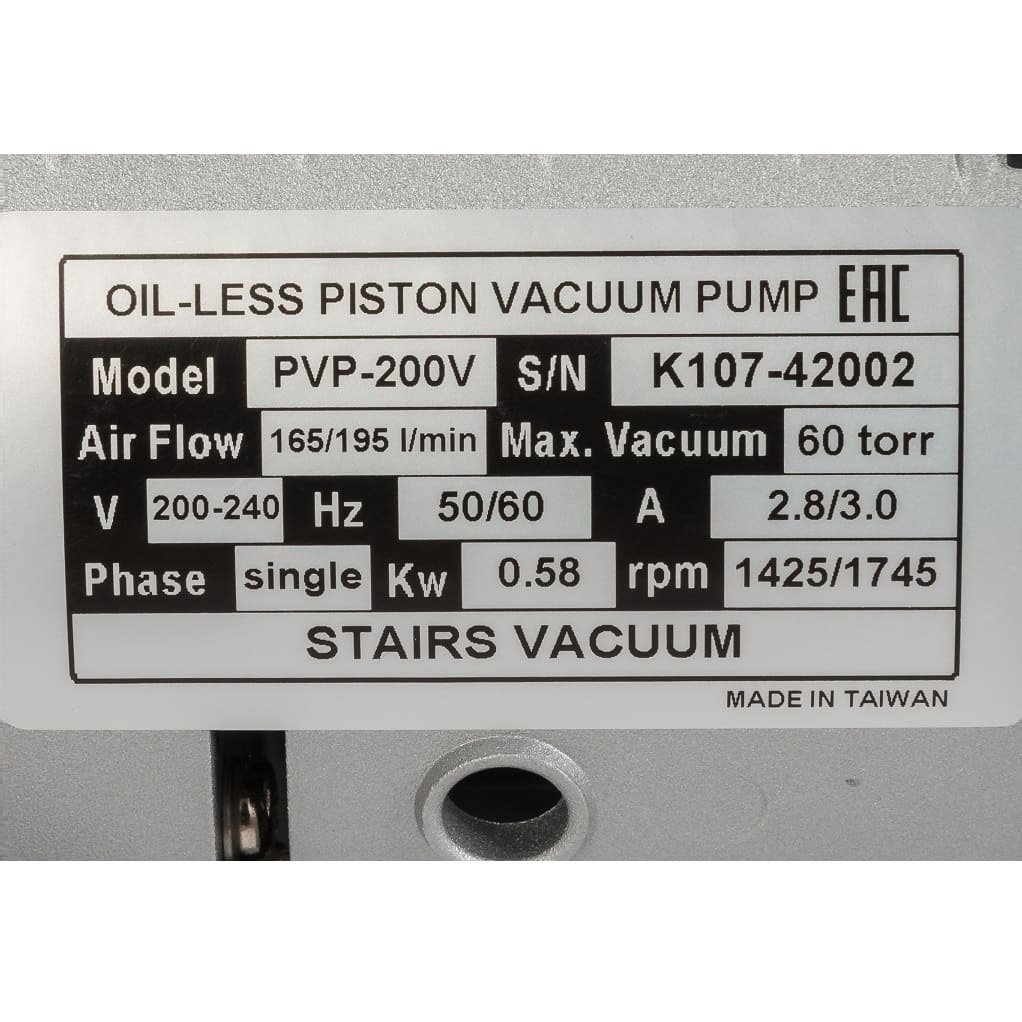 OIL-LESS PISTON VACUUM PUMP EAC
Model PVP-200V S/N K107-42002
Air Flow 165/195 l/min Max. Vacuum 60 torr
V 200-240 Hz 50/60 A 2.8/3.0
Phase single Kw 0.58 rpm 1425/1745
STAIRS VACUUM
MADE IN TAIWAN